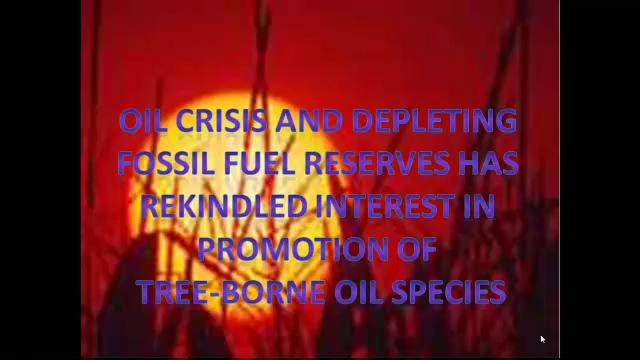 OIL CRISIS AND DEPLETING
FOSSIL FUEL RESERVES HAS
REKINDLED INTEREST IN
PROMOTION OF
TREE-BORNE OIL SPECIES